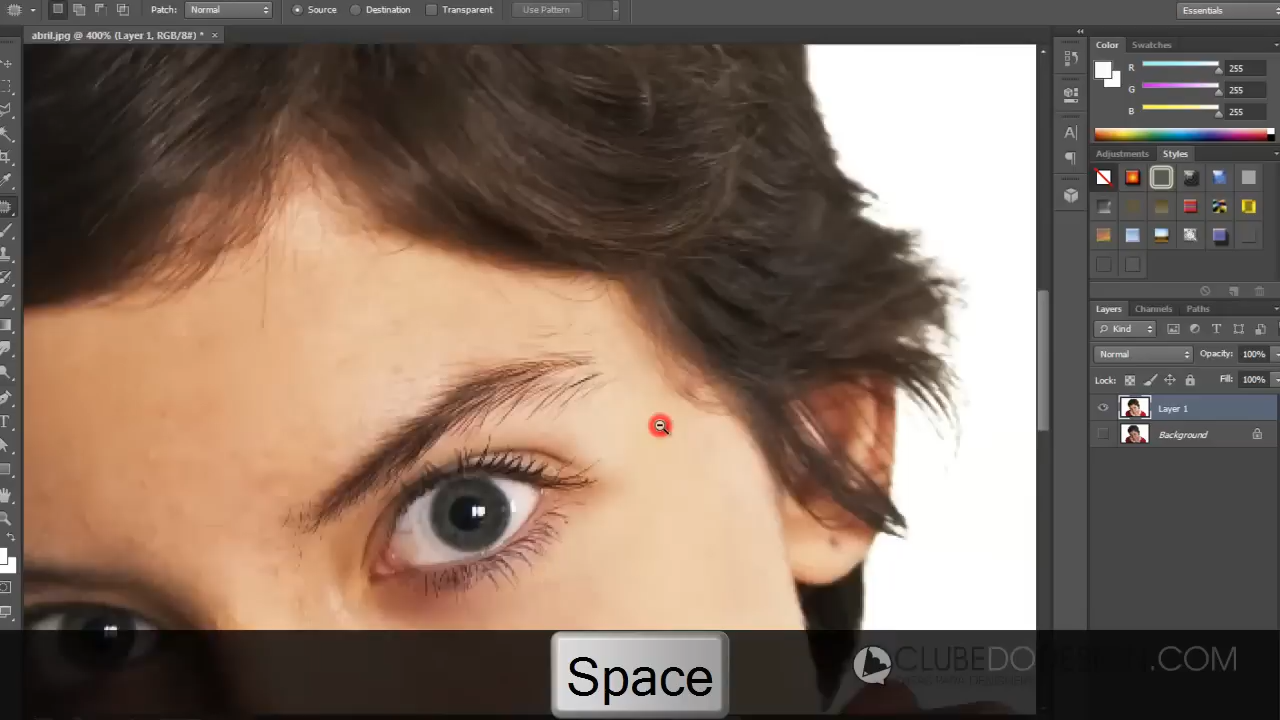 Patch: Normal Source Destination Transparent Use Pattern Essentials
abril.jpg @ 400% (Layer 1, RGB/8#) * ×
Color Swatches
R 255
G 255
B 255
Adjustments Styles
A
Layers Channels Paths
Kind T
Normal Opacity: 100%
Lock: Fill: 100%
Layer 1
Background
T
Space
CLUBEDODESIGN.COM